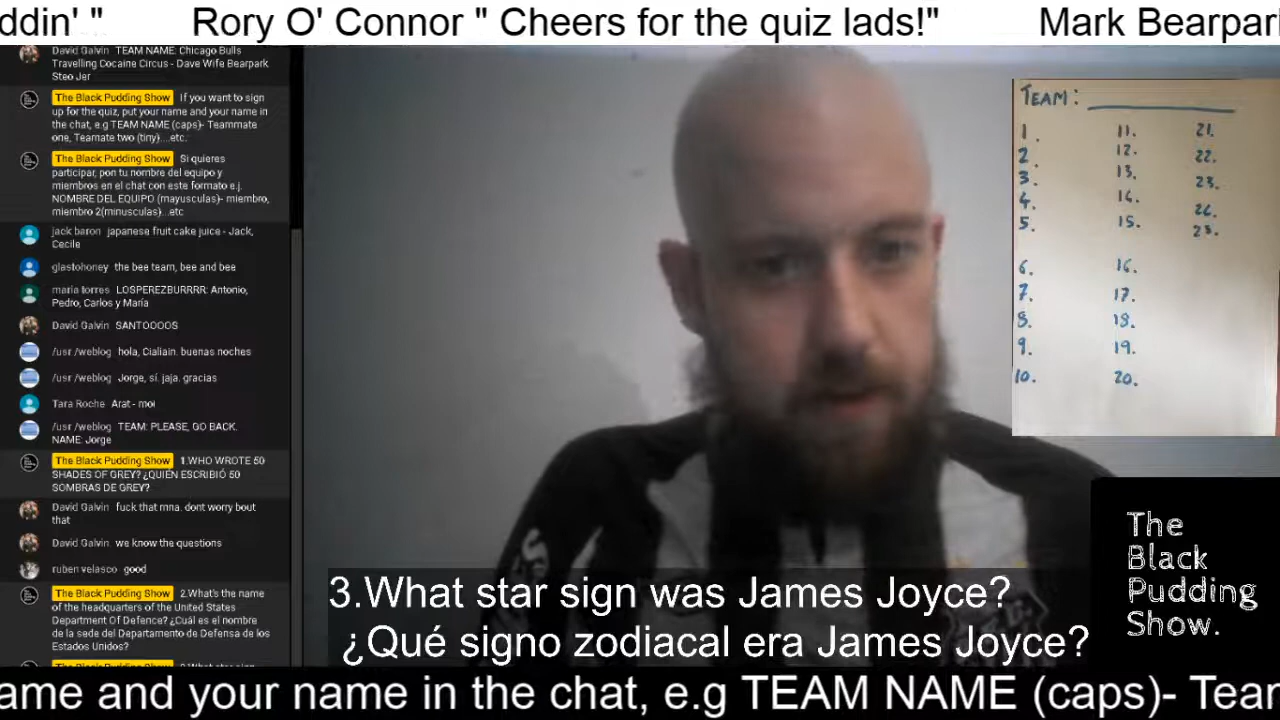 ddin' " Rory O' Connor " Cheers for the quiz lads!" Mark Bearpar
David Galvin TEAM NAME: Chicago Bulls
Travelling Cocaine Circus - Dave Wife Bearpark
Steo Jer
The Black Pudding Show If you want to sign
up for the quiz, put your name and your name in
the chat, e.g TEAM NAME (caps)- Teammate
one, Teamate two (tiny)....etc.
The Black Pudding Show Si quieres
participar, pon tu nombre del equipo y
miembros en el chat con este formato e.j.
NOMBRE DEL EQUIPO (mayusculas)- miembro,
miembro 2(minusculas)...etc
jack baron japanese fruit cake juice - Jack,
Cecile
glastohoney the bee team, bee and bee
maria torres LOSPEREZBURRRR: Antonio,
Pedro, Carlos y María
David Galvin SANTOOOOS
/usr /weblog hola, Cialiain. buenas noches
/usr /weblog Jorge, sí. jaja. gracias
Tara Roche Arat - moi
/usr /weblog TEAM: PLEASE, GO BACK.
NAME: Jorge
The Black Pudding Show 1.WHO WROTE 50
SHADES OF GREY? ¿QUIÉN ESCRIBIÓ 50
SOMBRAS DE GREY?
David Galvin fuck that mna. dont worry bout
that
David Galvin we know the questions
ruben velasco good
The Black Pudding Show 2.What's the name
of the headquarters of the United States
Department Of Defence? ¿Cuál es el nombre
de la sede del Departamento de Defensa de los
Estados Unidos?
TEAM:
1. 11. 21.
2. 12. 22.
3. 13. 23.
4. 14. 24.
5. 15. 25.
6. 16.
7. 17.
8. 18.
9. 19.
10. 20.
The
Black
Pudding
Show.
3.What star sign was James Joyce?
¿Qué signo zodiacal era James Joyce?
ame and your name in the chat, e.g TEAM NAME (caps)- Tear